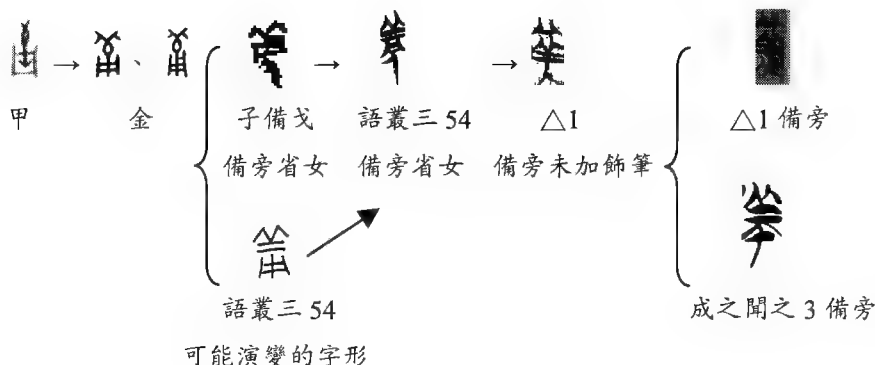 → 、 → →
甲 金 子備戈 語叢三 54 △1 △1 備旁
備旁省女 備旁省女 備旁未加飾筆
語叢三 54 成之聞之 3 備旁
可能演變的字形